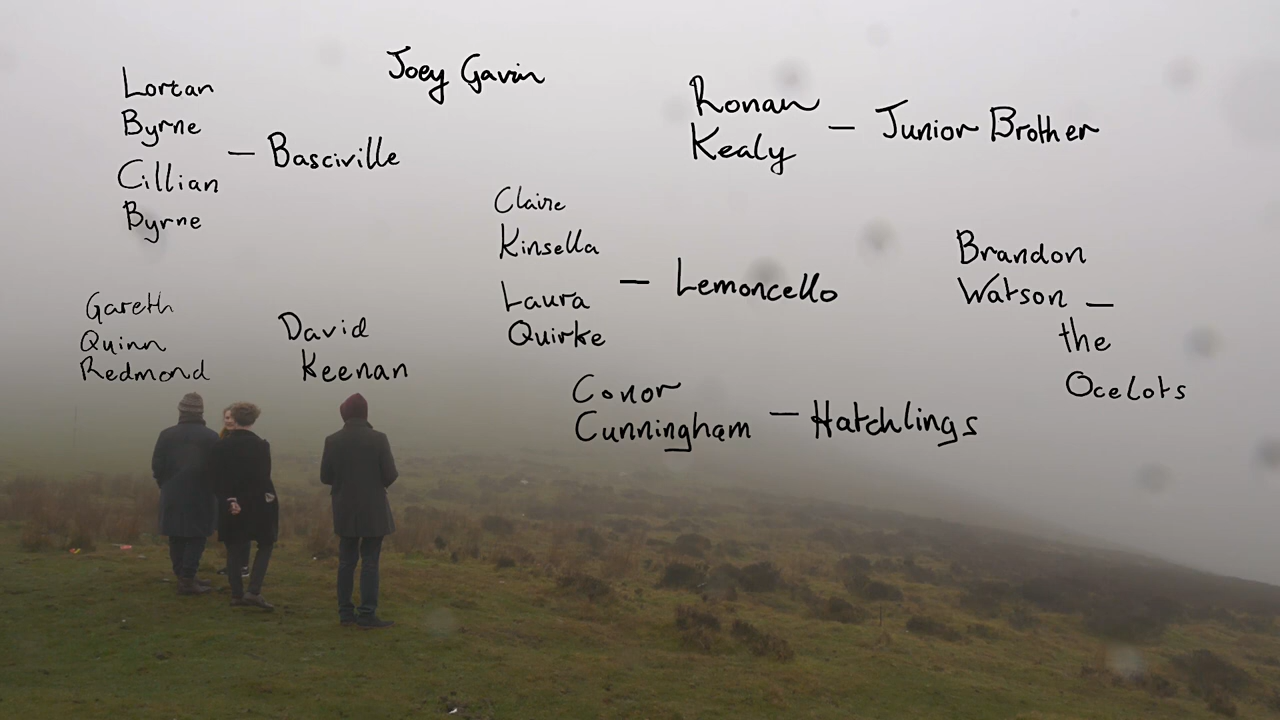 Joey Gavin
Lorcan
Byrne
Cillian
Byrne
— Basciville
Ronan
Kealy
— Junior Brother
Claire
Kinsella
Laura
Quirke
— Lemoncello
Brandon
Watson —
the
Ocelots
Gareth
Quinn
Redmond
David
Keenan
Conor
Cunningham
— Hatchlings